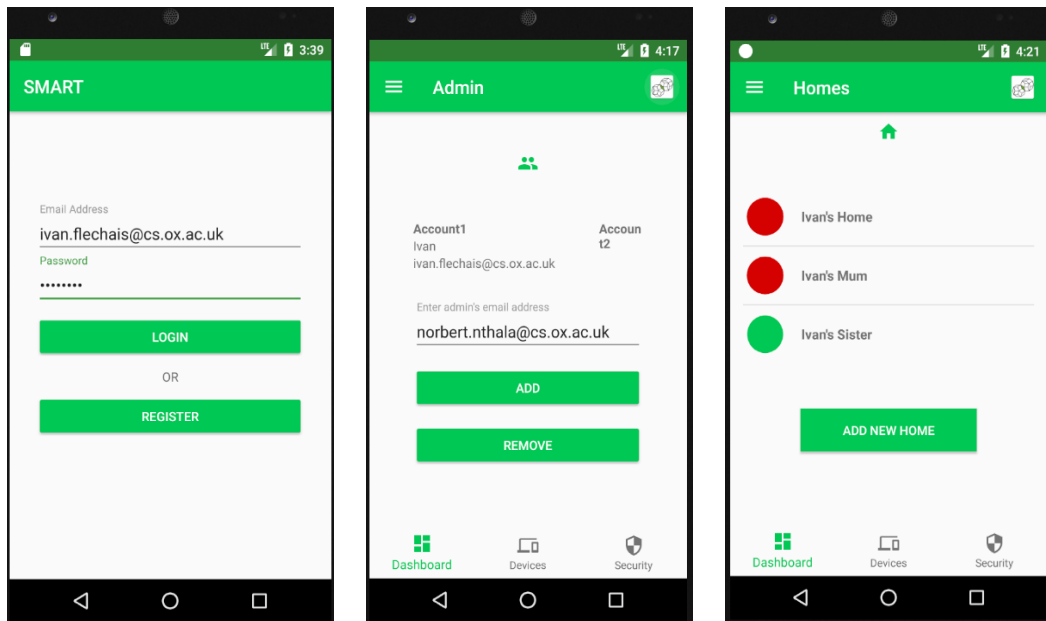 LTE 3:39
SMART
Email Address
ivan.flechais@cs.ox.ac.uk
Password
••••••••
LOGIN
OR
REGISTER
LTE 4:17
Admin
Account1
Ivan
ivan.flechais@cs.ox.ac.uk
Accoun
t2
Enter admin's email address
norbert.nthala@cs.ox.ac.uk
ADD
REMOVE
Dashboard Devices Security
LTE 4:21
Homes
Ivan's Home
Ivan's Mum
Ivan's Sister
ADD NEW HOME
Dashboard Devices Security